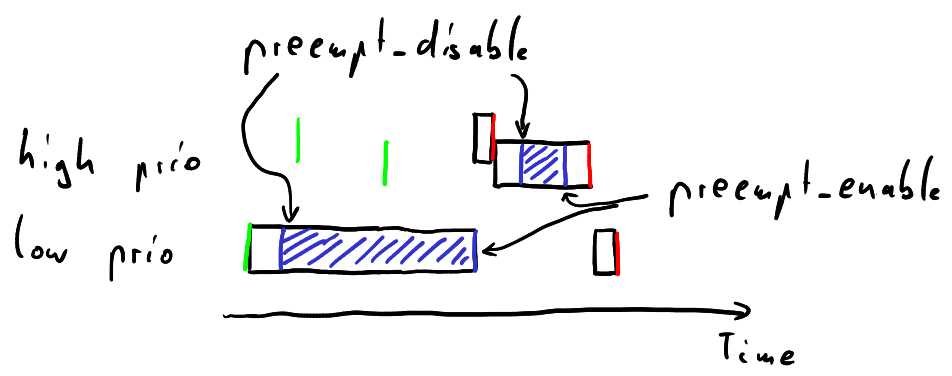 preempt_disable
high prio
preempt_enable
low prio
Time